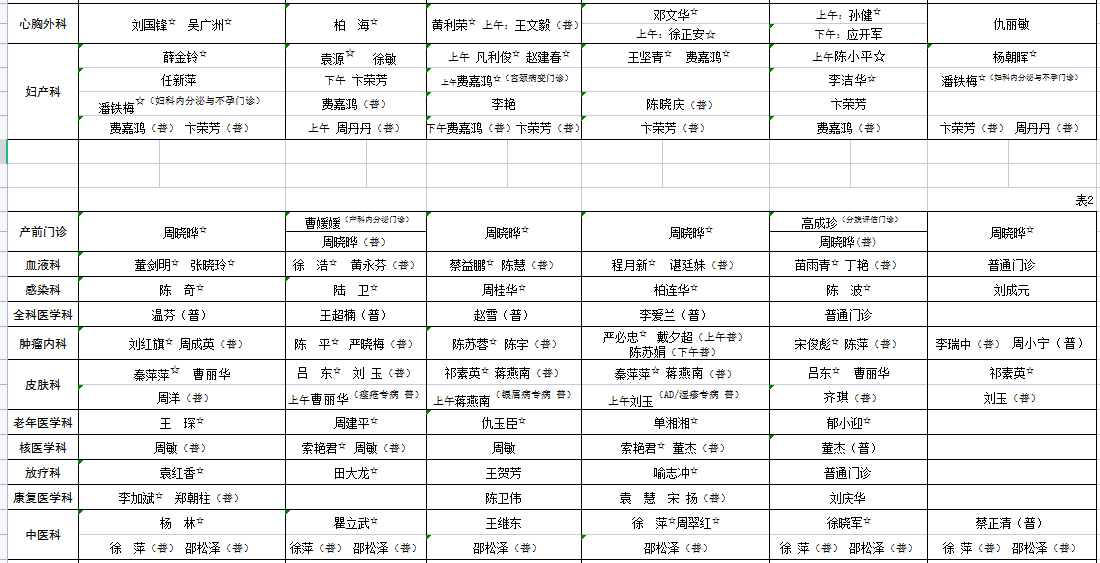 心胸外科 刘国锋☆ 吴广洲☆ 柏 海☆ 黄利荣☆ 上午: 王文毅（普） 邓文华☆ 上午: 孙健☆ 仇丽敏
上午: 徐正安☆ 下午: 应开军
妇产科 薛金铃☆ 袁源☆ 徐敏 上午 凡利俊☆ 赵建春☆ 王坚青☆ 费嘉鸿☆ 上午陈小平☆ 杨朝晖☆
任新萍 下午 卞荣芳 上午费嘉鸿☆（宫颈病变门诊） 李洁华☆ 潘铁梅☆（妇科内分泌与不孕门诊）
潘铁梅☆（妇科内分泌与不孕门诊） 费嘉鸿（普） 李艳 陈晓庆（普） 卞荣芳
费嘉鸿（普） 卞荣芳（普） 上午 周丹丹（普） 下午费嘉鸿（普）卞荣芳（普） 卞荣芳（普） 费嘉鸿（普） 卞荣芳（普） 周丹丹（普）
表2
产前门诊 周晓晔☆ 曹媛媛（产科内分泌门诊） 周晓晔☆ 周晓晔☆ 高成珍（分娩评估门诊） 周晓晔☆
周晓晔（普） 周晓晔(普)
血液科 董剑明☆ 张晓玲☆ 徐 浩☆ 黄永芬（普） 蔡益鹏☆ 陈慧（普） 程月新☆ 谌廷妹（普） 苗雨青☆ 丁艳（普） 普通门诊
感染科 陈 奇☆ 陆 卫☆ 周桂华☆ 柏连华☆ 陈 波☆ 刘成元
全科医学科 温芬（普） 王超楠（普） 赵雪（普） 李爱兰（普） 普通门诊
肿瘤内科 刘红旗☆ 周成英（普） 陈 平☆ 严晓梅（普） 陈苏蓉☆ 陈宇（普） 严必忠☆ 戴夕超（上午普） 宋俊彪☆ 陈萍（普） 李瑞中（普） 周小宁（普）
陈苏娟（下午普）
皮肤科 秦萍萍☆ 曹丽华 吕 东☆ 刘 玉（普） 祁素英☆ 蒋燕南（普） 秦萍萍☆ 蒋燕南（普） 吕东☆ 曹丽华 祁素英☆
周洋（普） 上午曹丽华（痤疮专病 普） 上午蒋燕南（银屑病专病 普） 上午刘玉（AD/湿疹专病 普） 齐琪（普） 刘玉（普）
老年医学科 王 琛☆ 周建平☆ 仇玉臣☆ 单湘湘☆ 郁小迎☆
核医学科 周敏（普） 索艳君☆ 周敏（普） 周敏 索艳君☆ 董杰（普） 董杰（普）
放疗科 袁红香☆ 田大龙☆ 王贺芳 喻志冲☆ 普通门诊
康复医学科 李加斌☆ 郑朝柱（普） 陈卫伟 袁 慧 宋 扬（普） 刘庆华
中医科 杨 林☆ 瞿立武☆ 王继东 徐 萍☆周翠红☆ 徐晓军☆ 蔡正清（普）
徐 萍（普） 邵松泽（普） 徐萍（普） 邵松泽（普） 邵松泽（普） 邵松泽（普） 徐 萍（普） 邵松泽（普） 徐 萍（普） 邵松泽（普）